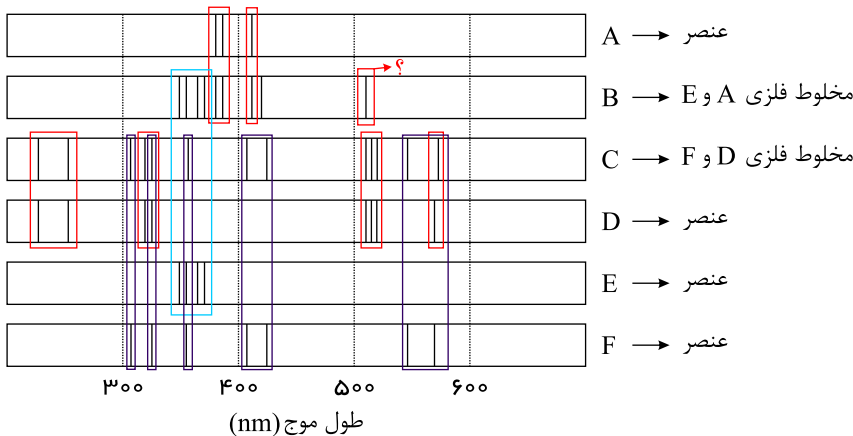 A → عنصر
؟
B → مخلوط فلزی A و E
C → مخلوط فلزی D و F
D → عنصر
E → عنصر
F → عنصر
۳۰۰ ۴۰۰ ۵۰۰ ۶۰۰
طول موج (nm)